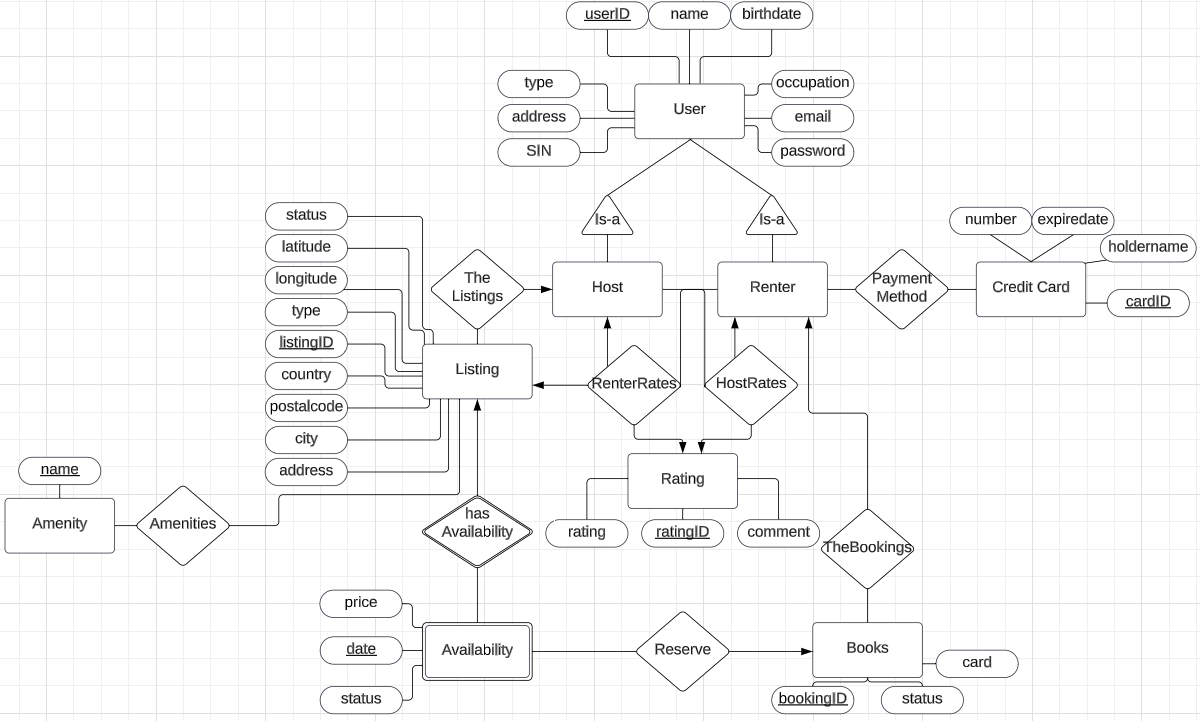 userID
name
birthdate
type
address
SIN
User
occupation
email
password
Is-a
Is-a
status
latitude
longitude
type
listingID
country
postalcode
city
address
The
Listings
Host
Renter
Payment
Method
Credit Card
number
expiredate
holdername
cardID
Listing
RenterRates
HostRates
Rating
rating
ratingID
comment
name
Amenity
Amenities
has
Availability
TheBookings
price
date
status
Availability
Reserve
Books
card
bookingID
status